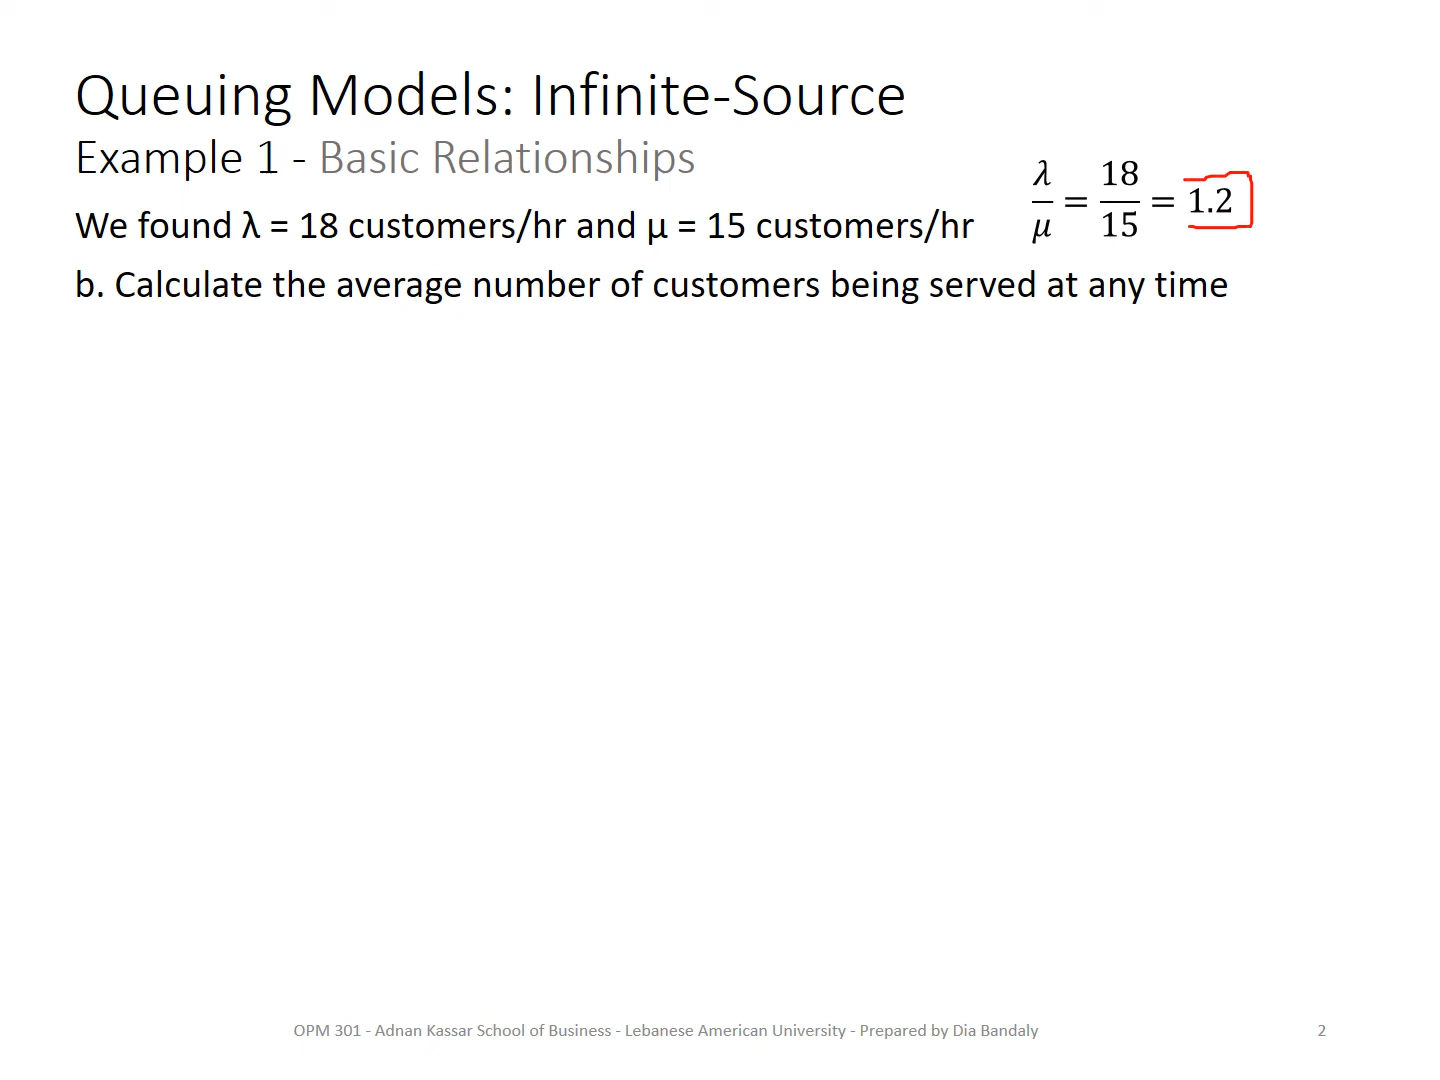 Queuing Models: Infinite-Source
Example 1 - Basic Relationships
We found λ = 18 customers/hr and μ = 15 customers/hr
λ/μ = 18/15 = 1.2
b. Calculate the average number of customers being served at any time
OPM 301 - Adnan Kassar School of Business - Lebanese American University - Prepared by Dia Bandaly
2